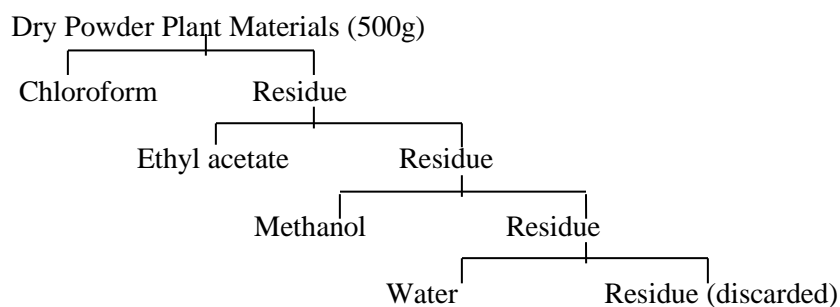 Dry Powder Plant Materials (500g)
Chloroform Residue
Ethyl acetate Residue
Methanol Residue
Water Residue (discarded)